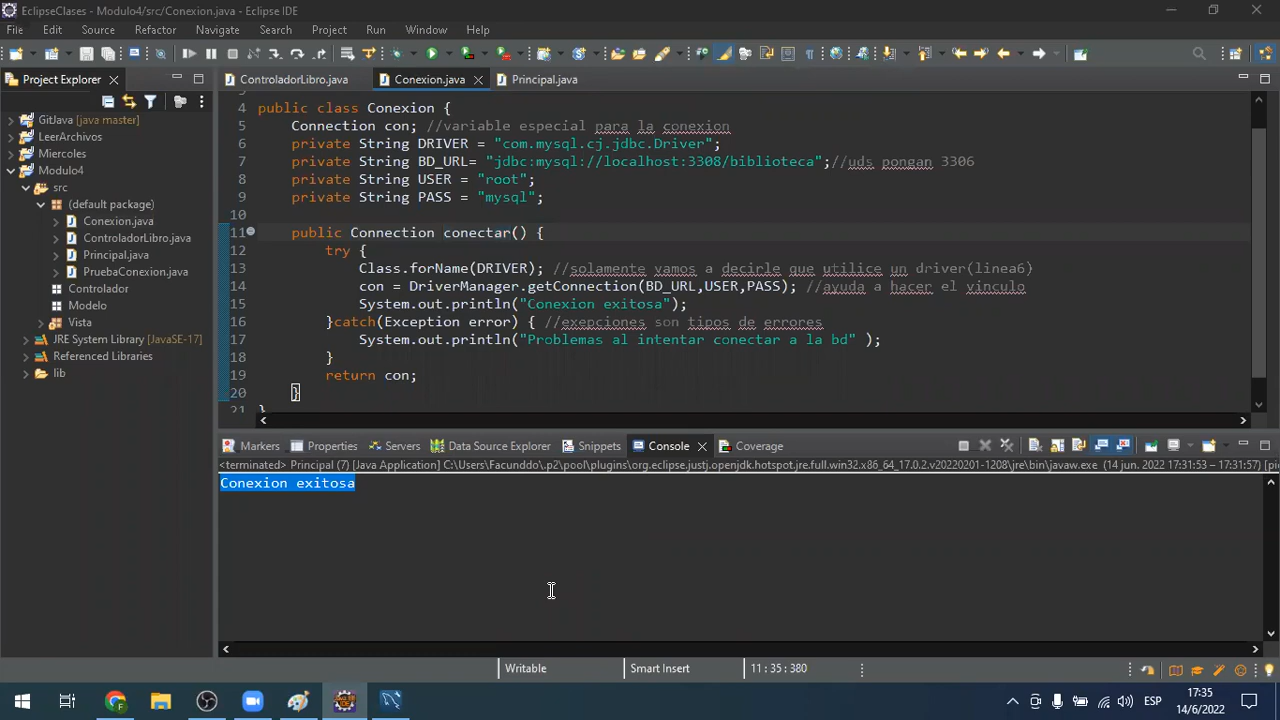 EclipseClases - Modulo4/src/Conexion.java - Eclipse IDE
File Edit Source Refactor Navigate Search Project Run Window Help
Project Explorer
ControladorLibro.java Conexion.java Principal.java
GitJava [java master]
LeerArchivos
Miercoles
Modulo4
src
(default package)
Conexion.java
ControladorLibro.java
Principal.java
PruebaConexion.java
Controlador
Modelo
Vista
JRE System Library [JavaSE-17]
Referenced Libraries
lib
4 public class Conexion {
5 Connection con; //variable especial para la conexion
6 private String DRIVER = "com.mysql.cj.jdbc.Driver";
7 private String BD_URL= "jdbc:mysql://localhost:3308/biblioteca";//uds pongan 3306
8 private String USER = "root";
9 private String PASS = "mysql";
10
11 public Connection conectar() {
12 try {
13 Class.forName(DRIVER); //solamente vamos a decirle que utilice un driver(linea6)
14 con = DriverManager.getConnection(BD_URL,USER,PASS); //ayuda a hacer el vinculo
15 System.out.println("Conexion exitosa");
16 }catch(Exception error) { //exepciones son tipos de errores
17 System.out.println("Problemas al intentar conectar a la bd" );
18 }
19 return con;
20 }
21 }
Markers Properties Servers Data Source Explorer Snippets Console Coverage
<terminated> Principal (7) [Java Application] C:\Users\Facunddo\.p2\pool\plugins\org.eclipse.justj.openjdk.hotspot.jre.full.win32.x86_64_17.0.2.v20220201-1208\jre\bin\javaw.exe (14 jun. 2022 17:31:53 – 17:31:57) [pi
Conexion exitosa
Writable Smart Insert 11 : 35 : 380
ESP
17:35
14/6/2022